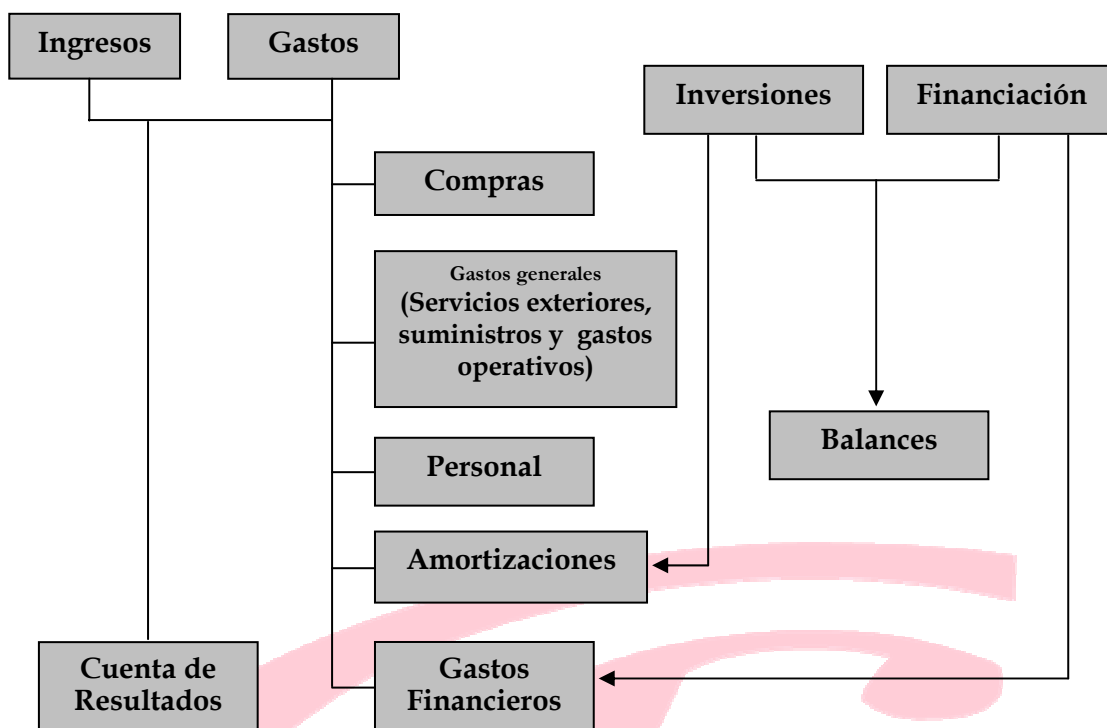 Ingresos
Gastos
Inversiones
Financiación
Compras
Gastos generales
(Servicios exteriores,
suministros y gastos
operativos)
Balances
Personal
Amortizaciones
Cuenta de
Resultados
Gastos
Financieros